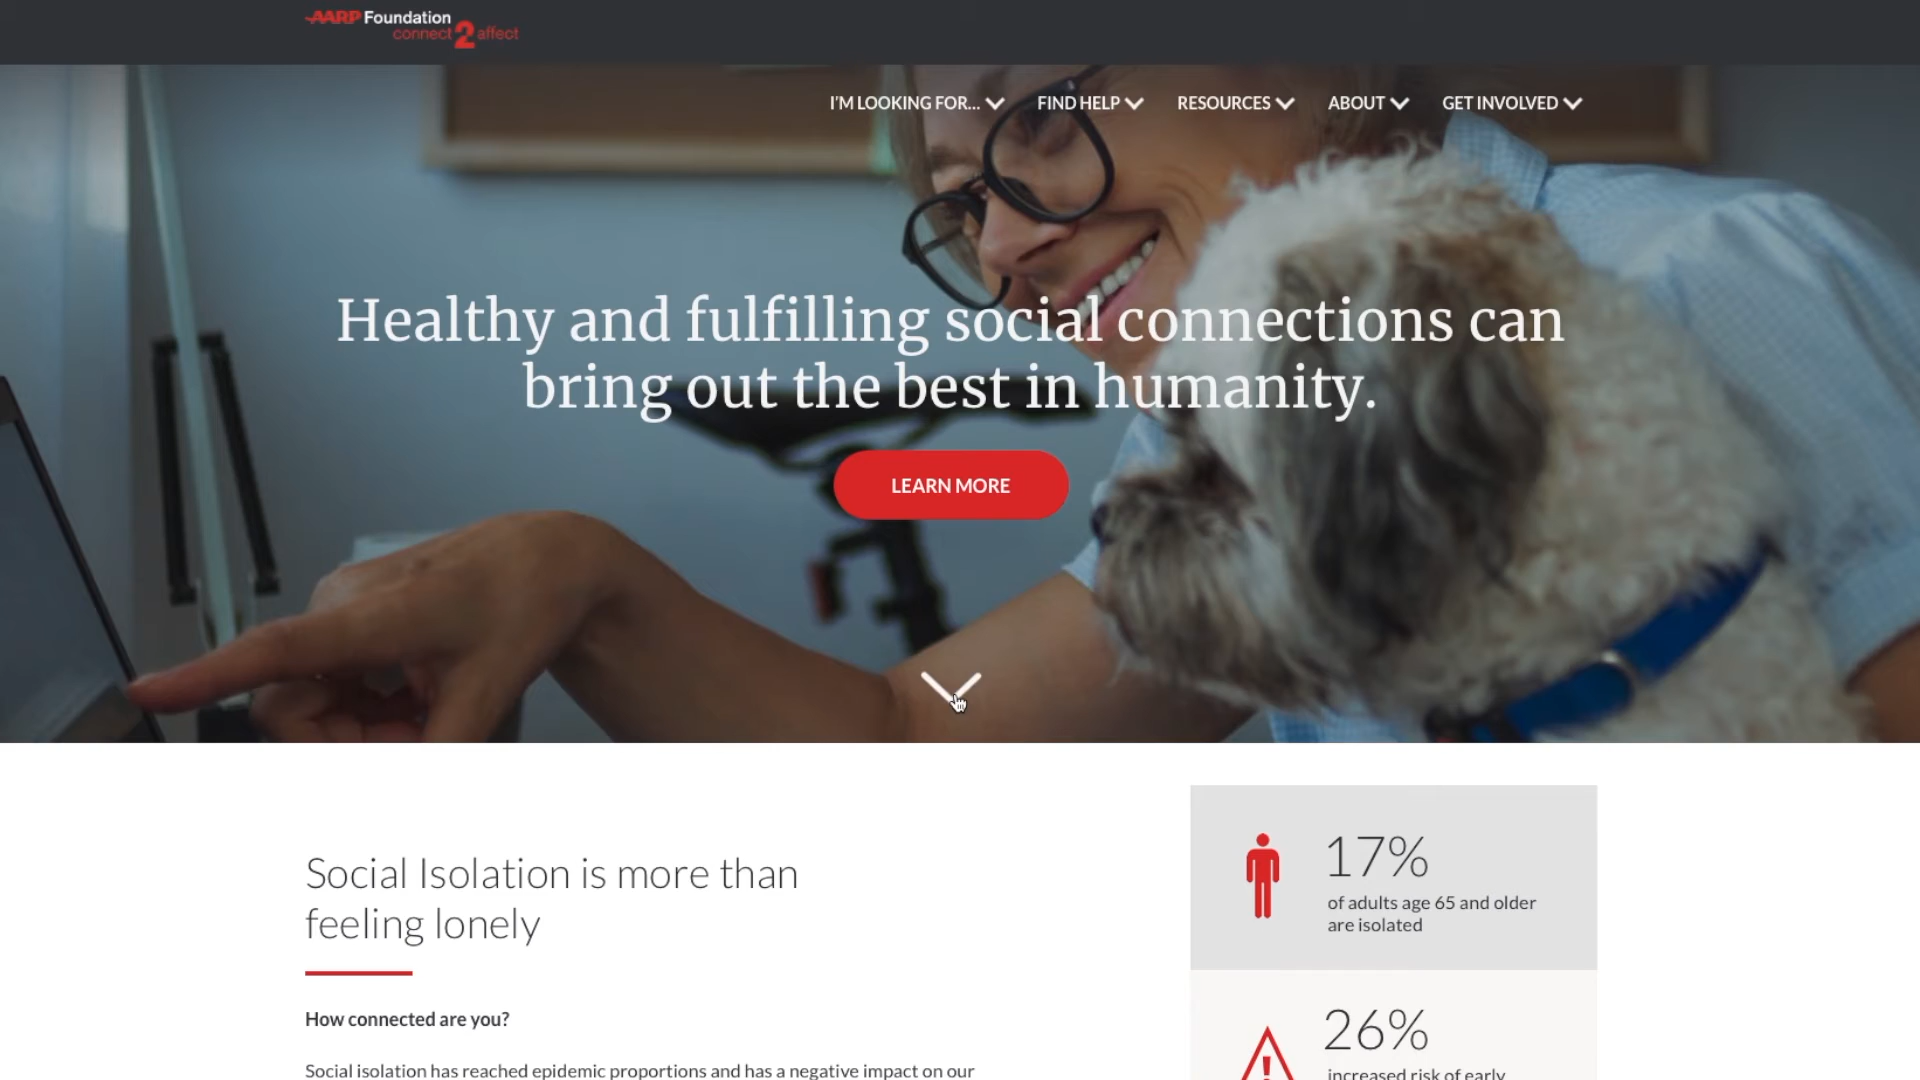 AARP Foundation
connect2affect
I'M LOOKING FOR... FIND HELP RESOURCES ABOUT GET INVOLVED
Healthy and fulfilling social connections can
bring out the best in humanity.
LEARN MORE
Social Isolation is more than
feeling lonely
How connected are you?
Social isolation has reached epidemic proportions and has a negative impact on our
17%
of adults age 65 and older
are isolated
26%
increased risk of early